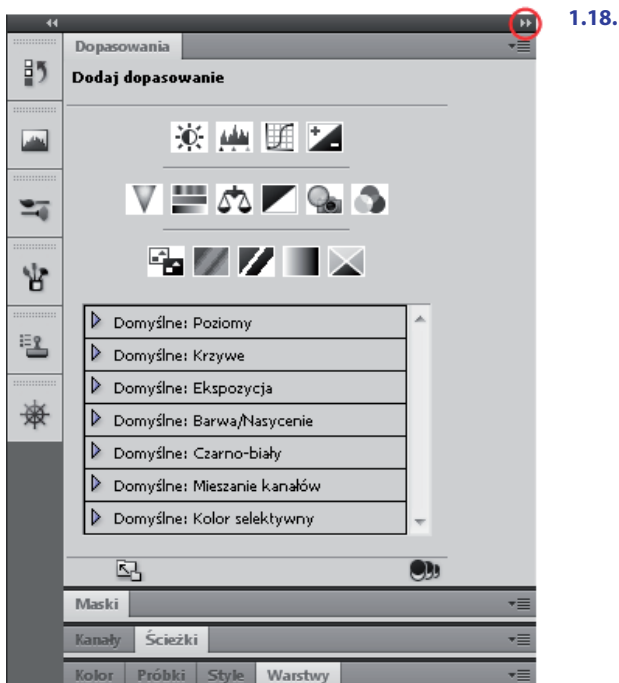 1.18.
Dopasowania
Dodaj dopasowanie
Domyślne: Poziomy
Domyślne: Krzywe
Domyślne: Ekspozycja
Domyślne: Barwa/Nasycenie
Domyślne: Czarno-biały
Domyślne: Mieszanie kanałów
Domyślne: Kolor selektywny
Maski
Kanały Ścieżki
Kolor Próbki Style Warstwy